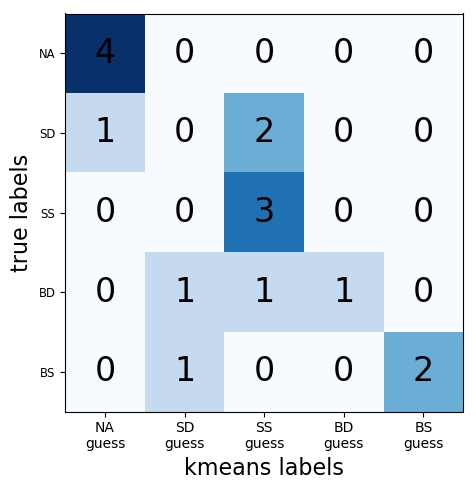 NA 4 0 0 0 0
SD 1 0 2 0 0
SS 0 0 3 0 0
BD 0 1 1 1 0
BS 0 1 0 0 2
true labels
NA SD SS BD BS
guess guess guess guess guess
kmeans labels